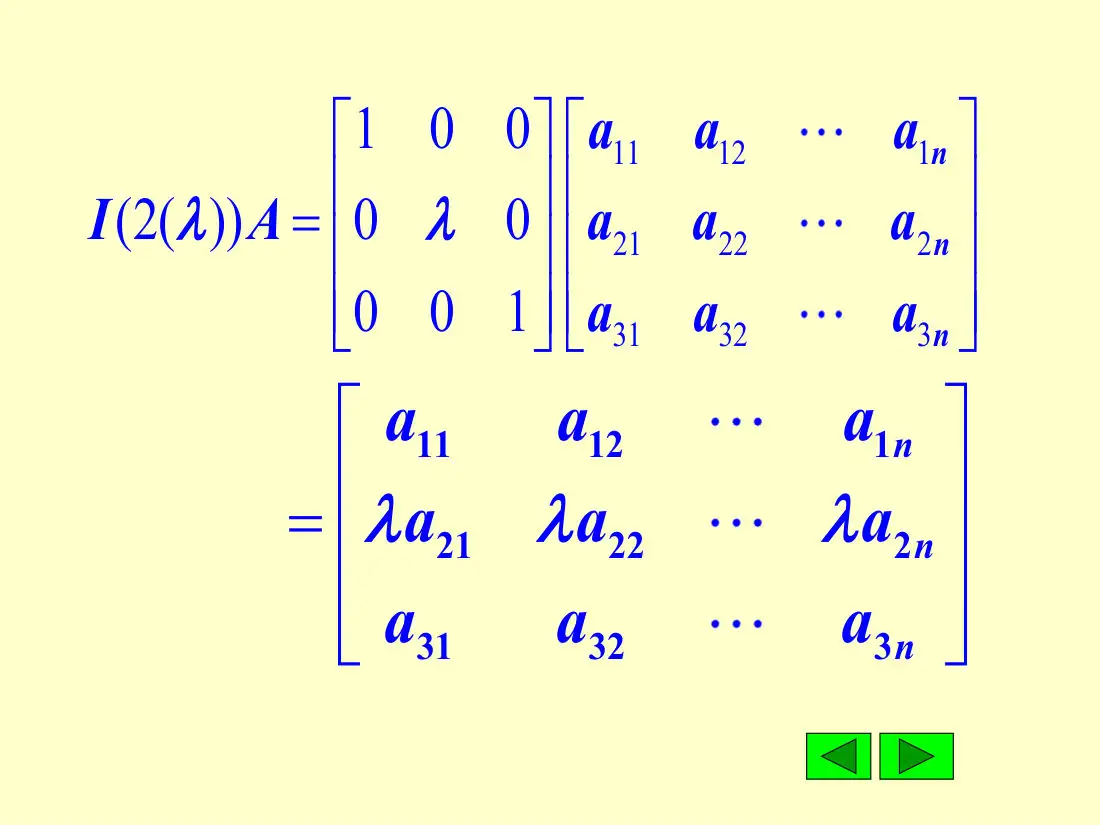 1 0 0 a11 a12 ⋯ a1n
I(2(λ))A = 0 λ 0 a21 a22 ⋯ a2n
0 0 1 a31 a32 ⋯ a3n
a11 a12 ⋯ a1n
= λa21 λa22 ⋯ λa2n
a31 a32 ⋯ a3n